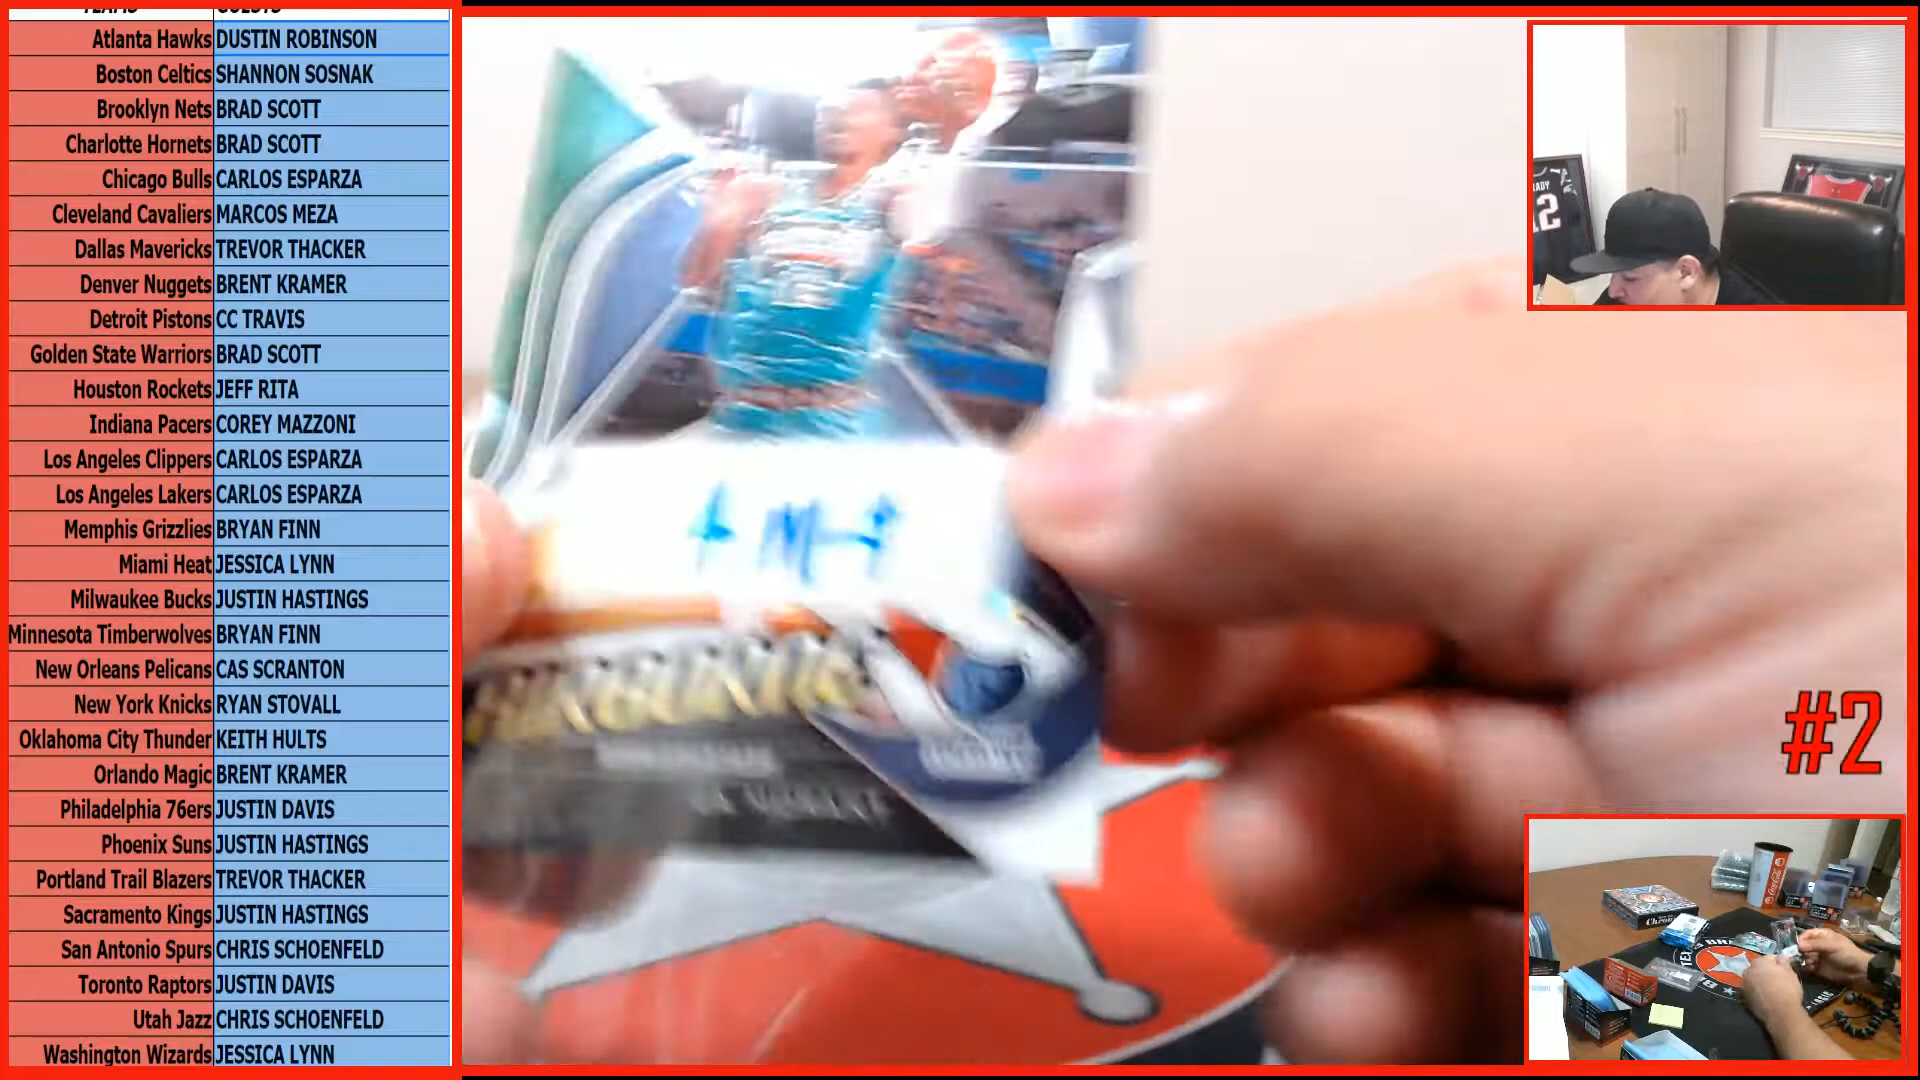 Atlanta Hawks DUSTIN ROBINSON
Boston Celtics SHANNON SOSNAK
Brooklyn Nets BRAD SCOTT
Charlotte Hornets BRAD SCOTT
Chicago Bulls CARLOS ESPARZA
Cleveland Cavaliers MARCOS MEZA
Dallas Mavericks TREVOR THACKER
Denver Nuggets BRENT KRAMER
Detroit Pistons CC TRAVIS
Golden State Warriors BRAD SCOTT
Houston Rockets JEFF RITA
Indiana Pacers COREY MAZZONI
Los Angeles Clippers CARLOS ESPARZA
Los Angeles Lakers CARLOS ESPARZA
Memphis Grizzlies BRYAN FINN
Miami Heat JESSICA LYNN
Milwaukee Bucks JUSTIN HASTINGS
Minnesota Timberwolves BRYAN FINN
New Orleans Pelicans CAS SCRANTON
New York Knicks RYAN STOVALL
Oklahoma City Thunder KEITH HULTS
Orlando Magic BRENT KRAMER
Philadelphia 76ers JUSTIN DAVIS
Phoenix Suns JUSTIN HASTINGS
Portland Trail Blazers TREVOR THACKER
Sacramento Kings JUSTIN HASTINGS
San Antonio Spurs CHRIS SCHOENFELD
Toronto Raptors JUSTIN DAVIS
Utah Jazz CHRIS SCHOENFELD
Washington Wizards JESSICA LYNN
#2
12
Coca-Cola